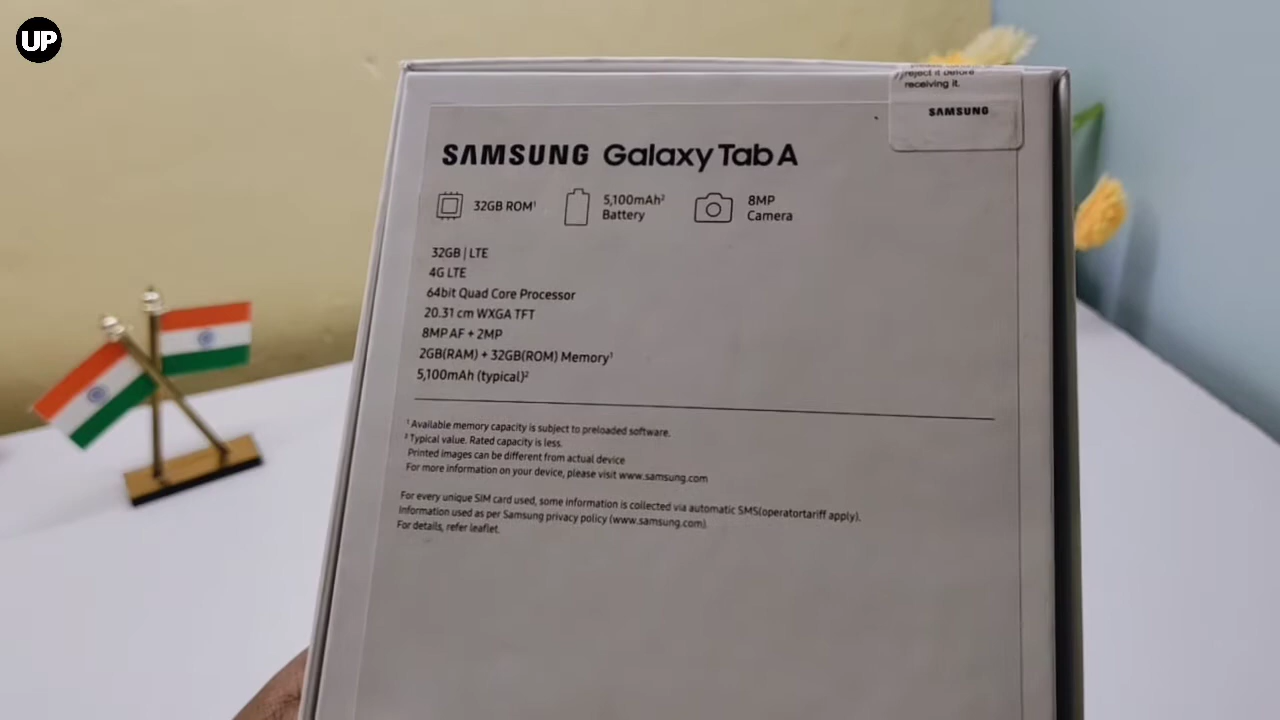 UP
reject it before
receiving it.
SAMSUNG
SAMSUNG Galaxy Tab A
32GB ROM¹
5,100mAh²
Battery
8MP
Camera
32GB | LTE
4G LTE
64bit Quad Core Processor
20.31 cm WXGA TFT
8MP AF + 2MP
2GB(RAM) + 32GB(ROM) Memory¹
5,100mAh (typical)²
¹ Available memory capacity is subject to preloaded software.
² Typical value. Rated capacity is less.
Printed images can be different from actual device
For more information on your device, please visit www.samsung.com
For every unique SIM card used, some information is collected via automatic SMS(operatortariff apply).
Information used as per Samsung privacy policy (www.samsung.com).
For details, refer leaflet.